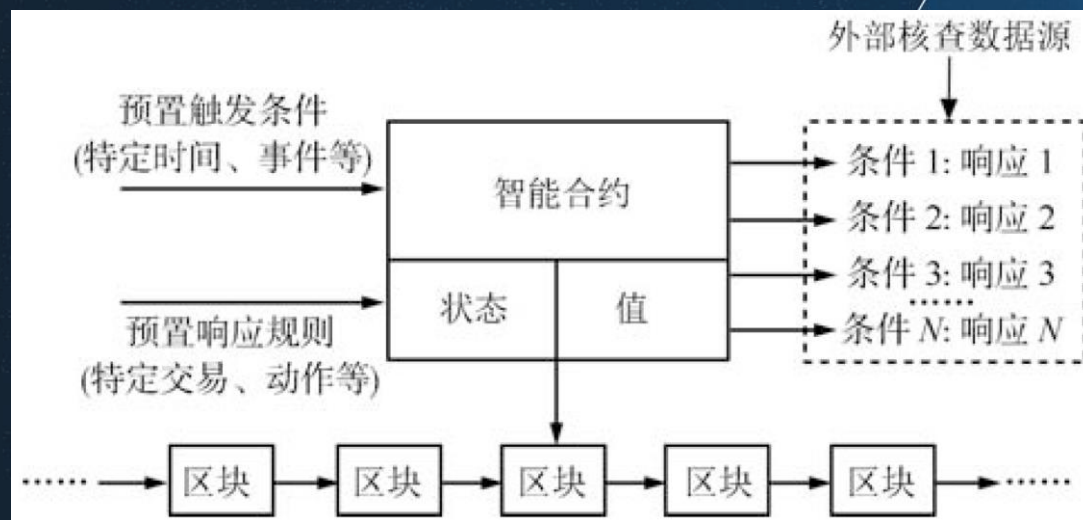 外部核查数据源
预置触发条件
(特定时间、事件等)
智能合约
状态
值
预置响应规则
(特定交易、动作等)
条件 1: 响应 1
条件 2: 响应 2
条件 3: 响应 3
……
条件 N: 响应 N
…… 区块 区块 区块 区块 区块 ……